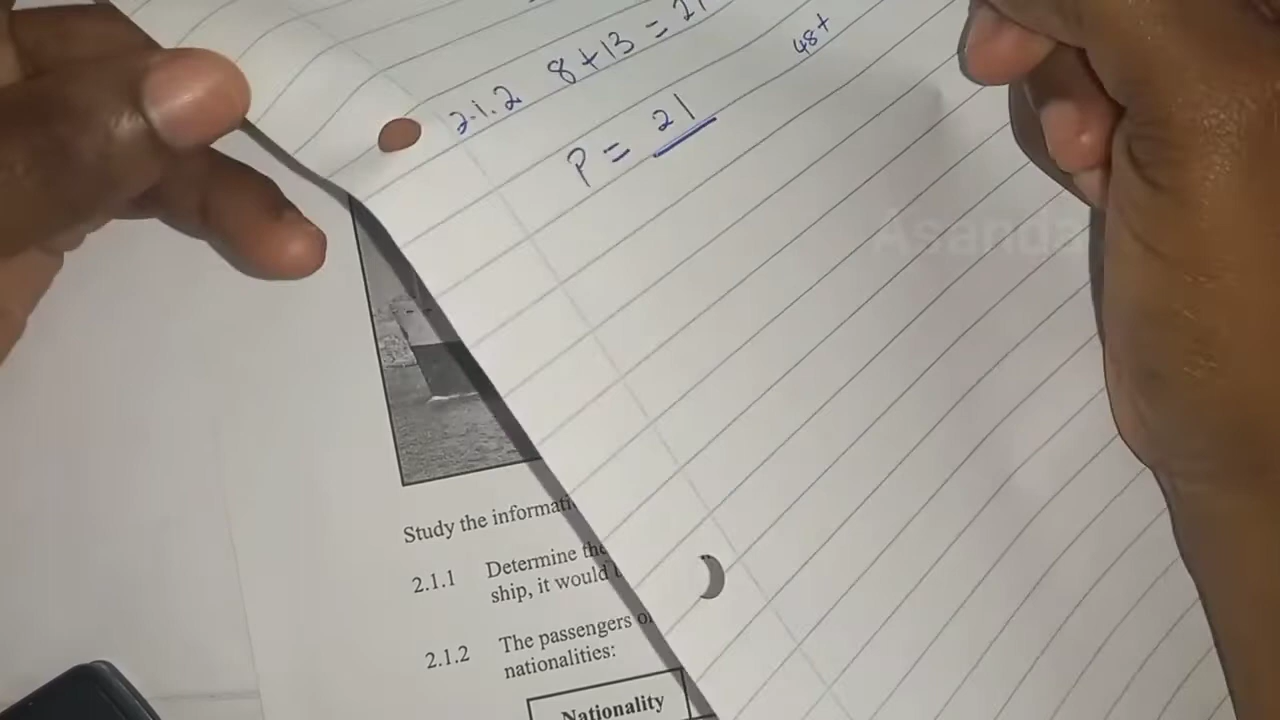 2.1.2 8 + 13 = 21
48+
P = 21
Asanda
Study the informati
2.1.1 Determine the
ship, it would
2.1.2 The passengers o
nationalities:
Nationality